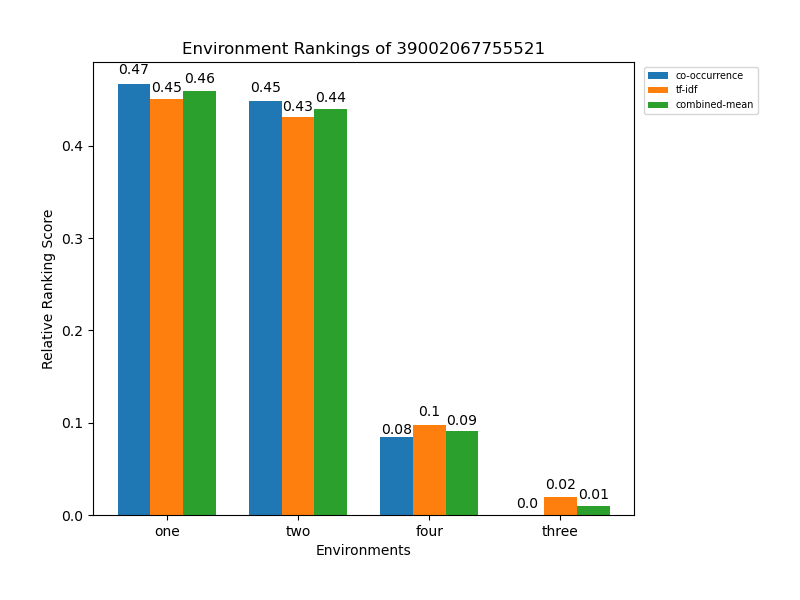 Environment Rankings of 39002067755521
co-occurrence
tf-idf
combined-mean
0.47
0.45
0.46
0.45
0.43
0.44
0.08
0.1
0.09
0.0
0.02
0.01
Relative Ranking Score
0.4
0.3
0.2
0.1
0.0
one two four three
Environments